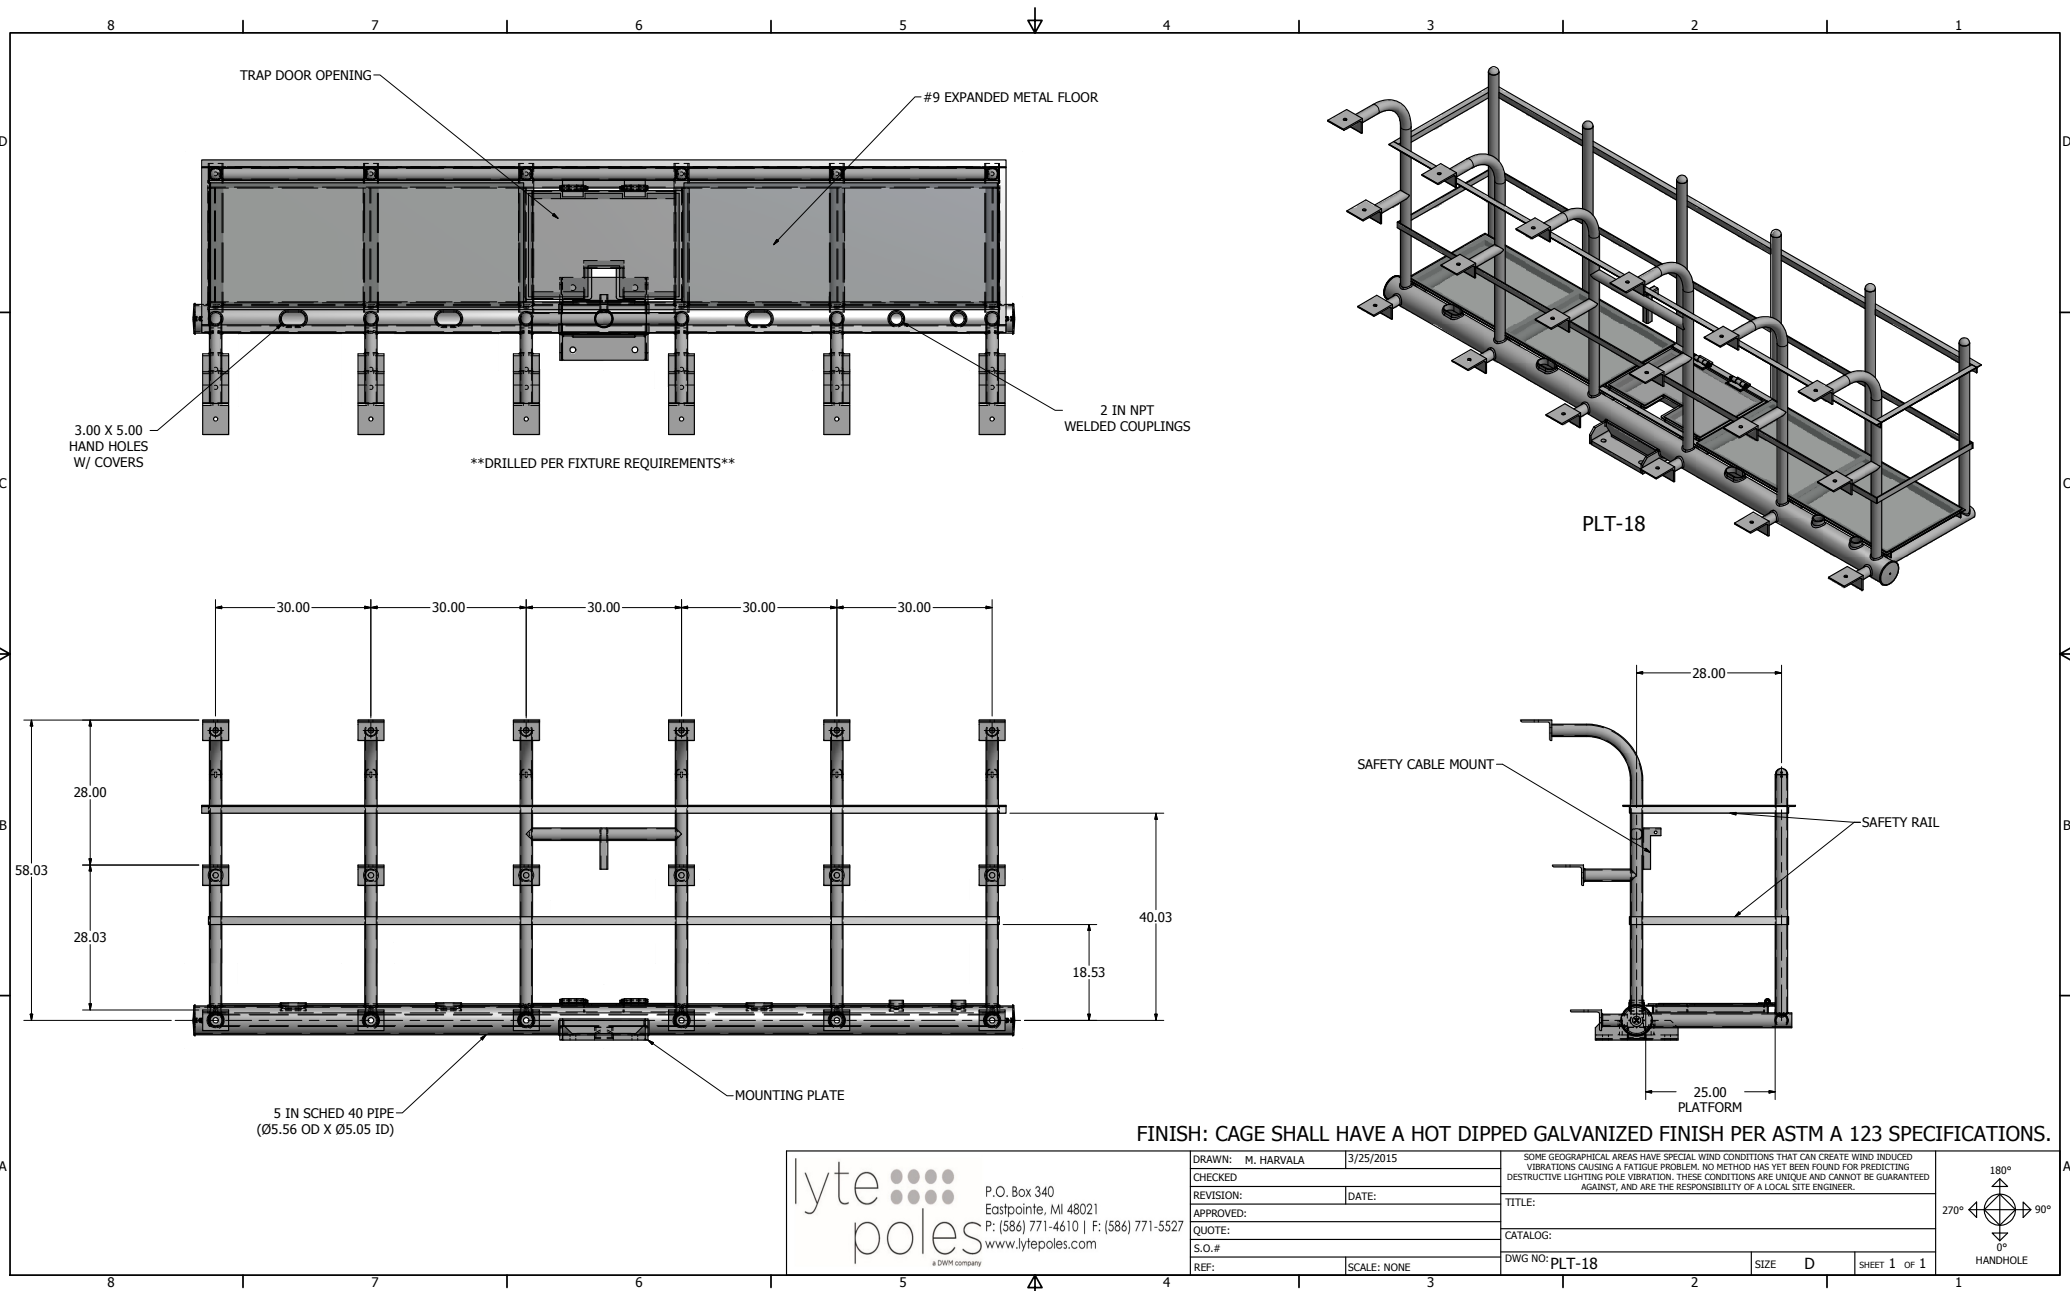 8 7 6 5 4 3 2 1
TRAP DOOR OPENING
#9 EXPANDED METAL FLOOR
D D
3.00 X 5.00
HAND HOLES
W/ COVERS
2 IN NPT
WELDED COUPLINGS
**DRILLED PER FIXTURE REQUIREMENTS**
C C
PLT-18
30.00 30.00 30.00 30.00 30.00
28.00
58.03
28.03
40.03
18.53
28.00
SAFETY CABLE MOUNT
SAFETY RAIL
B B
MOUNTING PLATE
5 IN SCHED 40 PIPE
(Ø5.56 OD X Ø5.05 ID)
25.00
PLATFORM
FINISH: CAGE SHALL HAVE A HOT DIPPED GALVANIZED FINISH PER ASTM A 123 SPECIFICATIONS.
A A
lyte
poles
a DWM company
P.O. Box 340
Eastpointe, MI 48021
P: (586) 771-4610 | F: (586) 771-5527
www.lytepoles.com
DRAWN: M. HARVALA 3/25/2015
CHECKED
REVISION: DATE:
APPROVED:
QUOTE:
S.O.#
REF: SCALE: NONE
SOME GEOGRAPHICAL AREAS HAVE SPECIAL WIND CONDITIONS THAT CAN CREATE WIND INDUCED
VIBRATIONS CAUSING A FATIGUE PROBLEM. NO METHOD HAS YET BEEN FOUND FOR PREDICTING
DESTRUCTIVE LIGHTING POLE VIBRATION. THESE CONDITIONS ARE UNIQUE AND CANNOT BE GUARANTEED
AGAINST, AND ARE THE RESPONSIBILITY OF A LOCAL SITE ENGINEER.
TITLE:
CATALOG:
DWG NO: PLT-18 SIZE D SHEET 1 OF 1
180°
270° 90°
0°
HANDHOLE
8 7 6 5 4 3 2 1